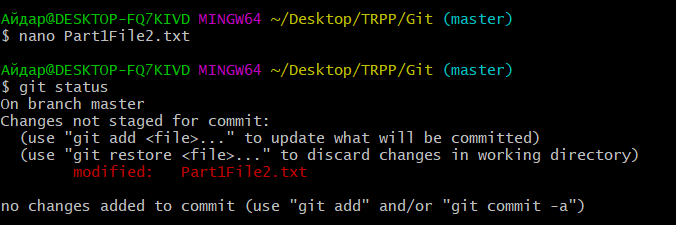 Айдар@DESKTOP-FQ7KIVD MINGW64 ~/Desktop/TRPP/Git (master)
$ nano Part1File2.txt
Айдар@DESKTOP-FQ7KIVD MINGW64 ~/Desktop/TRPP/Git (master)
$ git status
On branch master
Changes not staged for commit:
  (use "git add <file>..." to update what will be committed)
  (use "git restore <file>..." to discard changes in working directory)
        modified:   Part1File2.txt
no changes added to commit (use "git add" and/or "git commit -a")